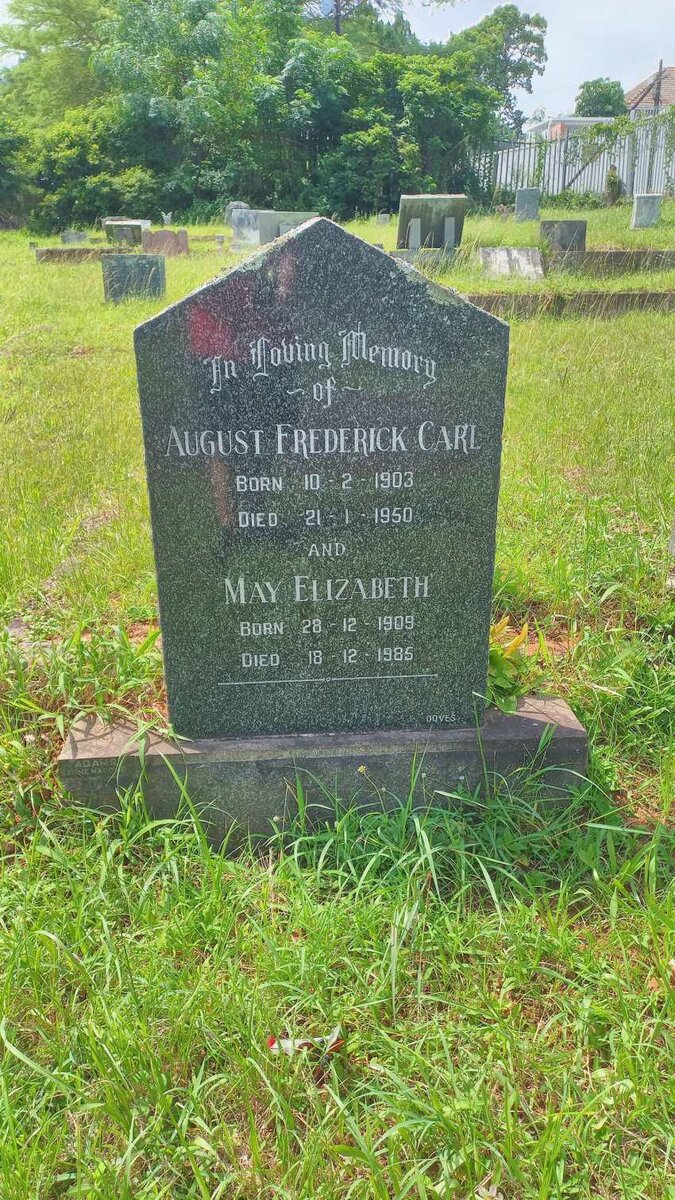 In Loving Memory
of
AUGUST FREDERICK CARL
BORN 10 - 2 - 1903
DIED 21 - 1 - 1950
AND
MAY ELIZABETH
BORN 28 - 12 - 1909
DIED 18 - 12 - 1985
DOVES